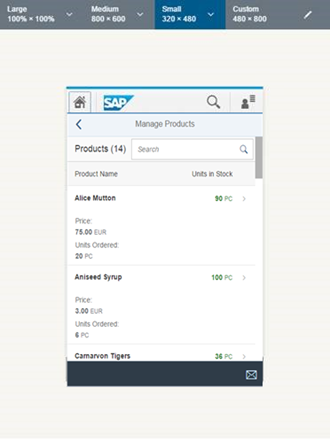 Large
100% × 100%
Medium
800 × 600
Small
320 × 480
Custom
480 × 800
SAP
Manage Products
Products (14)
Search
Product Name Units in Stock
Alice Mutton 90 PC
Price:
75.00 EUR
Units Ordered:
20 PC
Aniseed Syrup 100 PC
Price:
3.00 EUR
Units Ordered:
6 PC
Carnarvon Tigers 36 PC